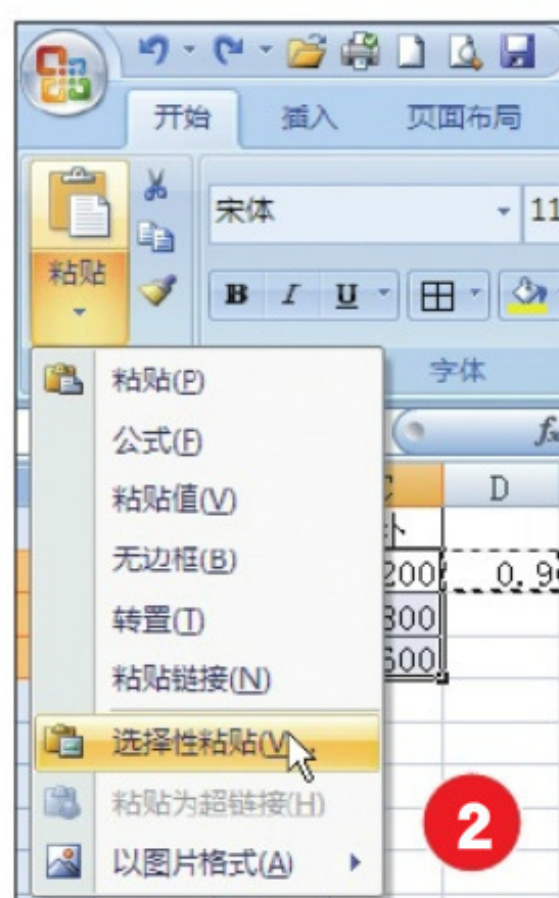 开始 插入 页面布局
宋体 11
粘贴
B I U
字体
粘贴(P)
公式(F)
粘贴值(V)
无边框(B)
转置(T)
粘贴链接(N)
选择性粘贴(V)...
粘贴为超链接(H)
以图片格式(A)
fx
D
200 0.9
800
600
2